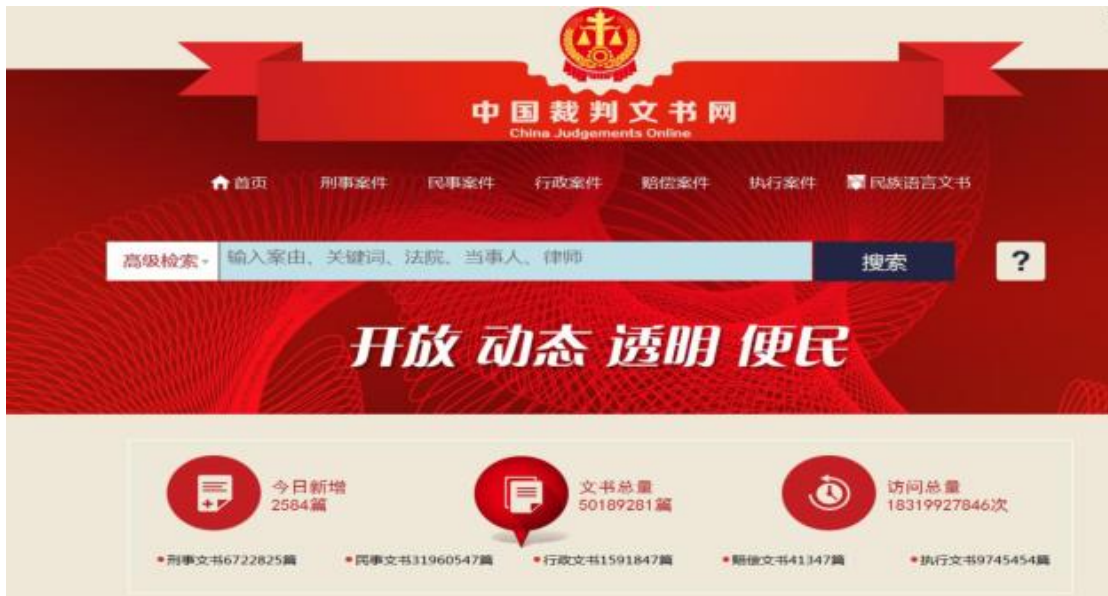 中国裁判文书网
China Judgements Online
首页 刑事案件 民事案件 行政案件 赔偿案件 执行案件 民族语言文书
高级检索 输入案由、关键词、法院、当事人、律师 搜索 ?
开放 动态 透明 便民
今日新增 文书总量 访问总量
2584篇 50189281篇 18319927846次
•刑事文书6722825篇 •民事文书31960547篇 •行政文书1591847篇 •赔偿文书41347篇 •执行文书9745454篇